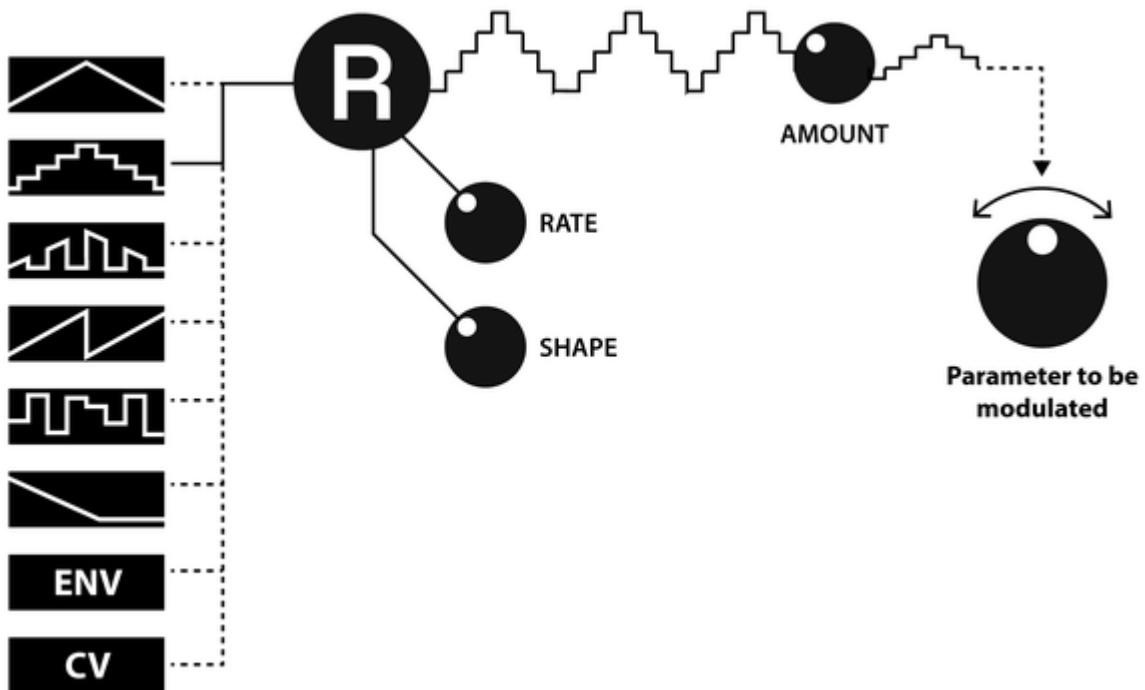 R
AMOUNT
RATE
SHAPE
Parameter to be
modulated
ENV
CV